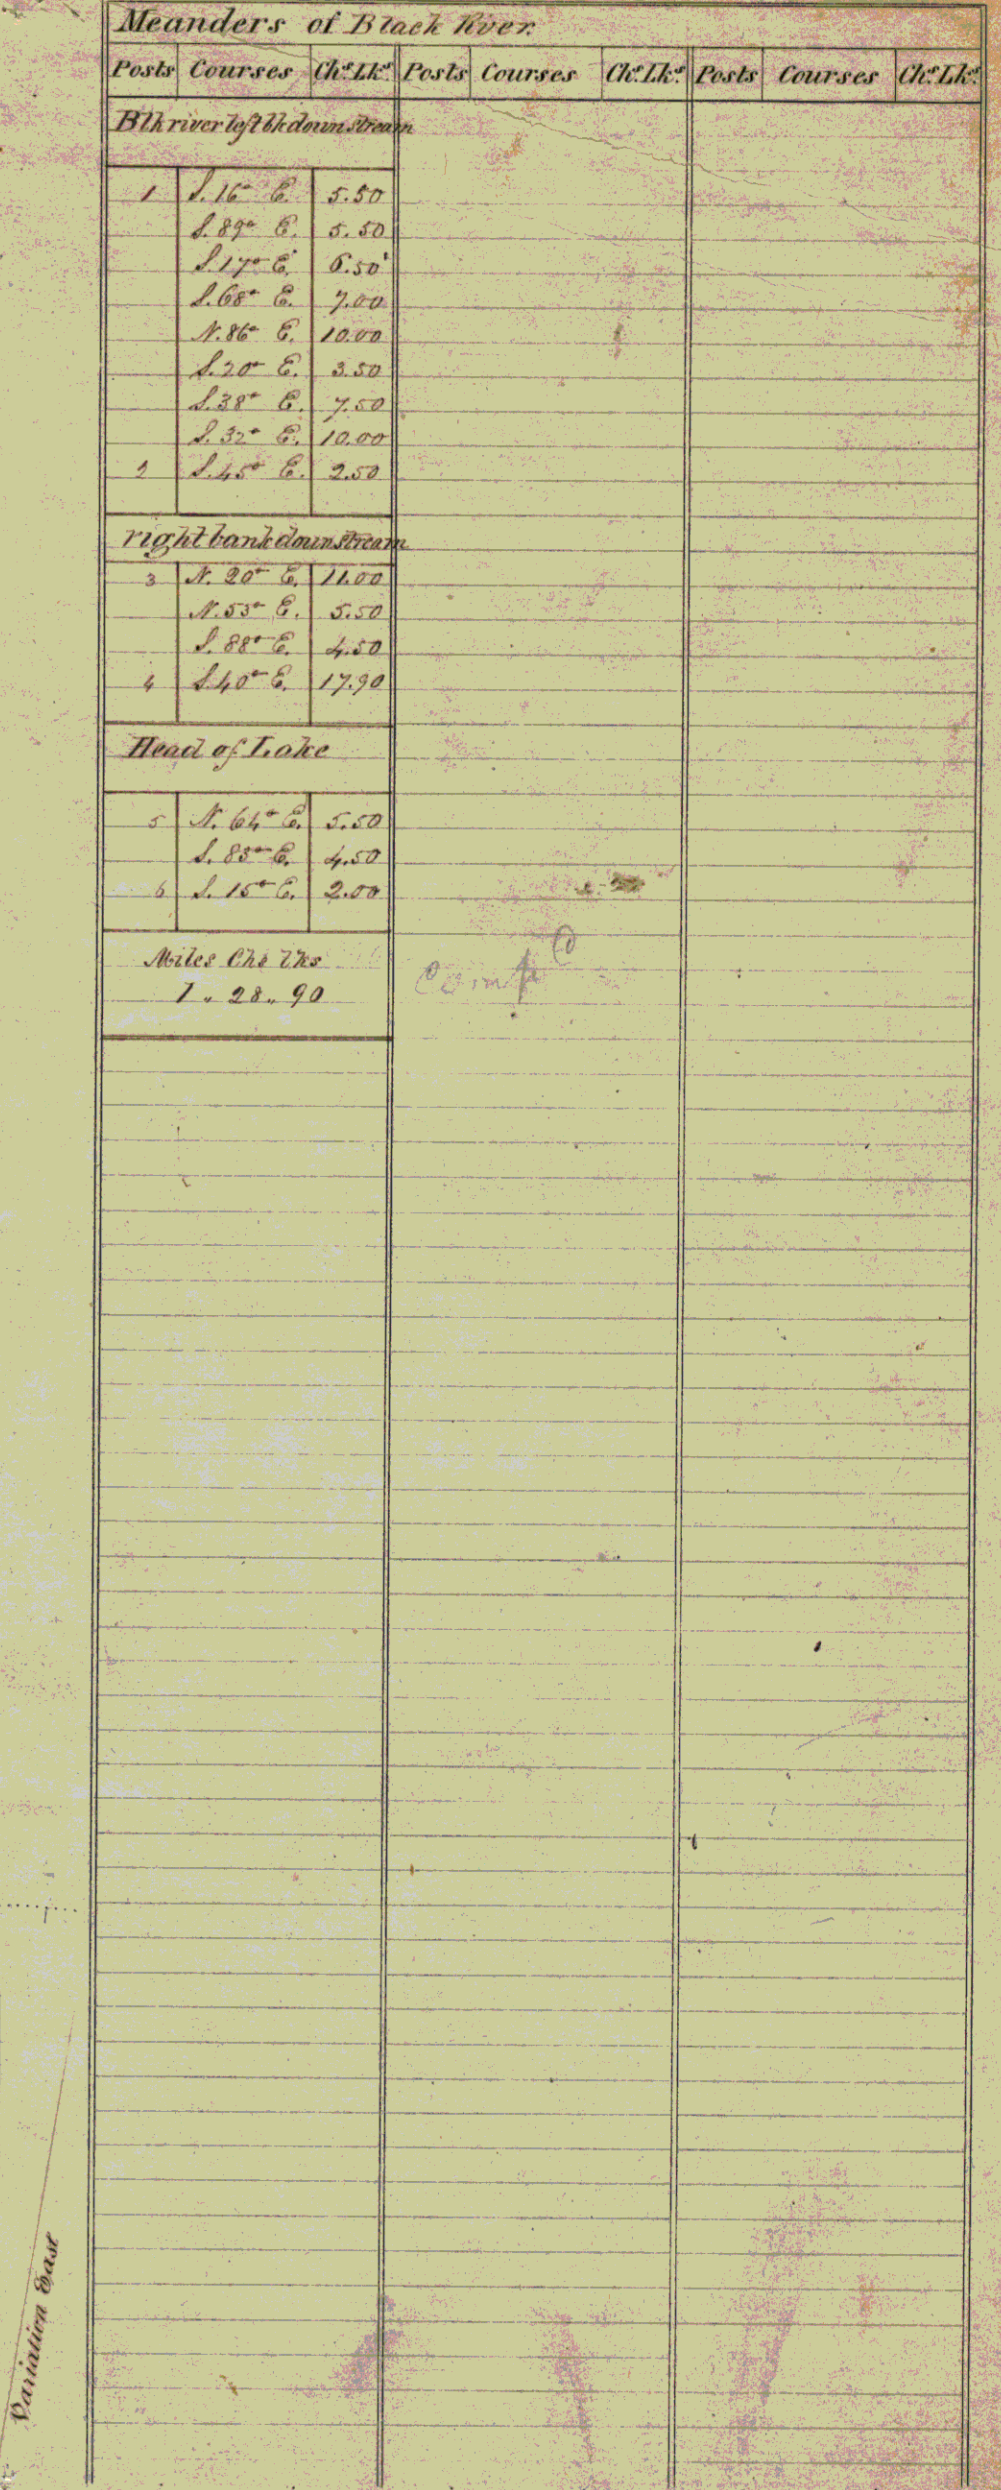 Meanders of Black River.
Posts Courses Chs Lks Posts Courses Chs Lks Posts Courses Chs Lks
Blk river left bk down stream
1 S. 16° E. 5.50
S. 89° E. 5.50
S. 17° E. 6.50
S. 68° E. 7.00
N. 86° E. 10.00
S. 20° E. 3.50
S. 38° E. 7.50
S. 32° E. 10.00
2 S. 45° E. 2.50
right bank down stream
3 N. 20° E. 11.00
N. 53° E. 5.50
S. 88° E. 4.50
4 S. 40° E. 17.90
Head of Lake
5 N. 64° E. 5.50
S. 85° E. 4.50
6 S. 15° E. 2.00
Miles Chs Lks
1 . 28 . 90
Comp
Variation East